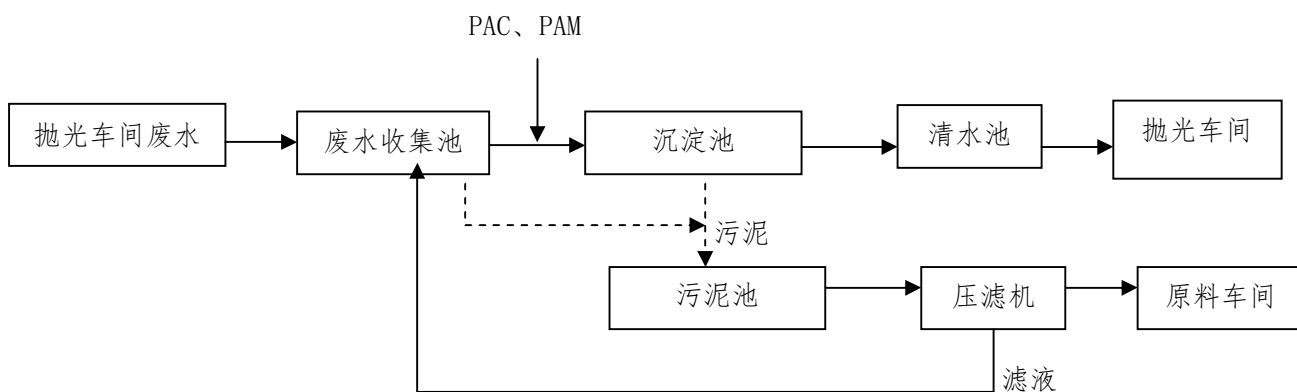 PAC、PAM
抛光车间废水
废水收集池
沉淀池
清水池
抛光车间
污泥
污泥池
压滤机
原料车间
滤液